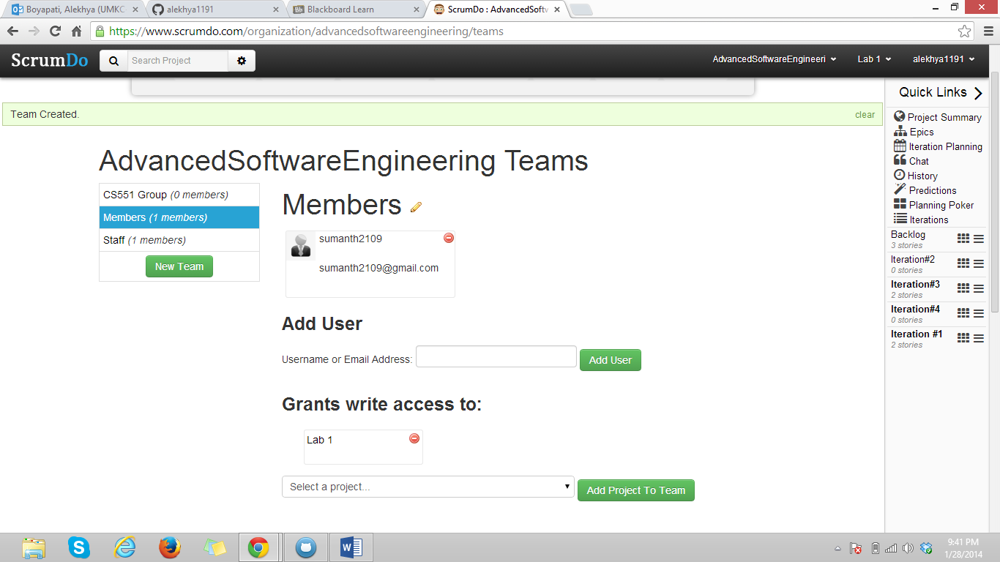 Boyapati, Alekhya (UMKC
alekhya1191
Blackboard Learn
ScrumDo : AdvancedSoftw
https://www.scrumdo.com/organization/advancedsoftwareengineering/teams
ScrumDo
Search Project
AdvancedSoftwareEngineeri
Lab 1
alekhya1191
Quick Links
Team Created.
clear
Project Summary
Epics
Iteration Planning
Chat
History
Predictions
Planning Poker
Iterations
Backlog
3 stories
Iteration#2
0 stories
Iteration#3
2 stories
Iteration#4
0 stories
Iteration #1
2 stories
AdvancedSoftwareEngineering Teams
CS551 Group (0 members)
Members (1 members)
Staff (1 members)
New Team
Members
sumanth2109
sumanth2109@gmail.com
Add User
Username or Email Address:
Add User
Grants write access to:
Lab 1
Select a project...
Add Project To Team
9:41 PM
1/28/2014